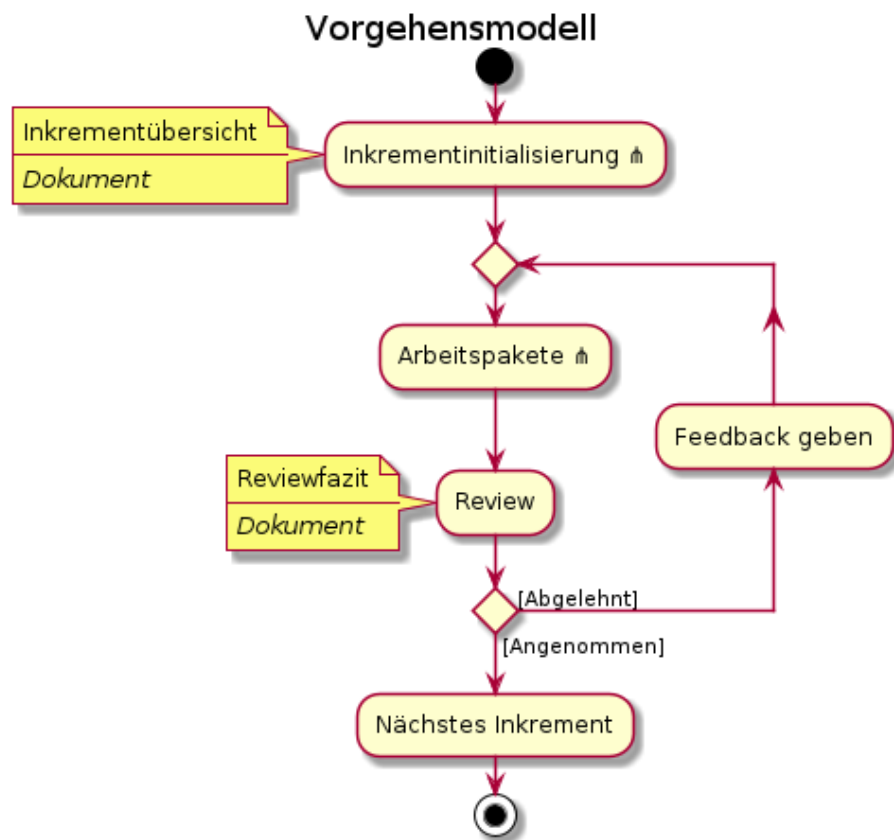 Vorgehensmodell
Inkrementübersicht
Dokument
Inkrementinitialisierung ⋔
Arbeitspakete ⋔
Feedback geben
Reviewfazit
Dokument
Review
[Abgelehnt]
[Angenommen]
Nächstes Inkrement